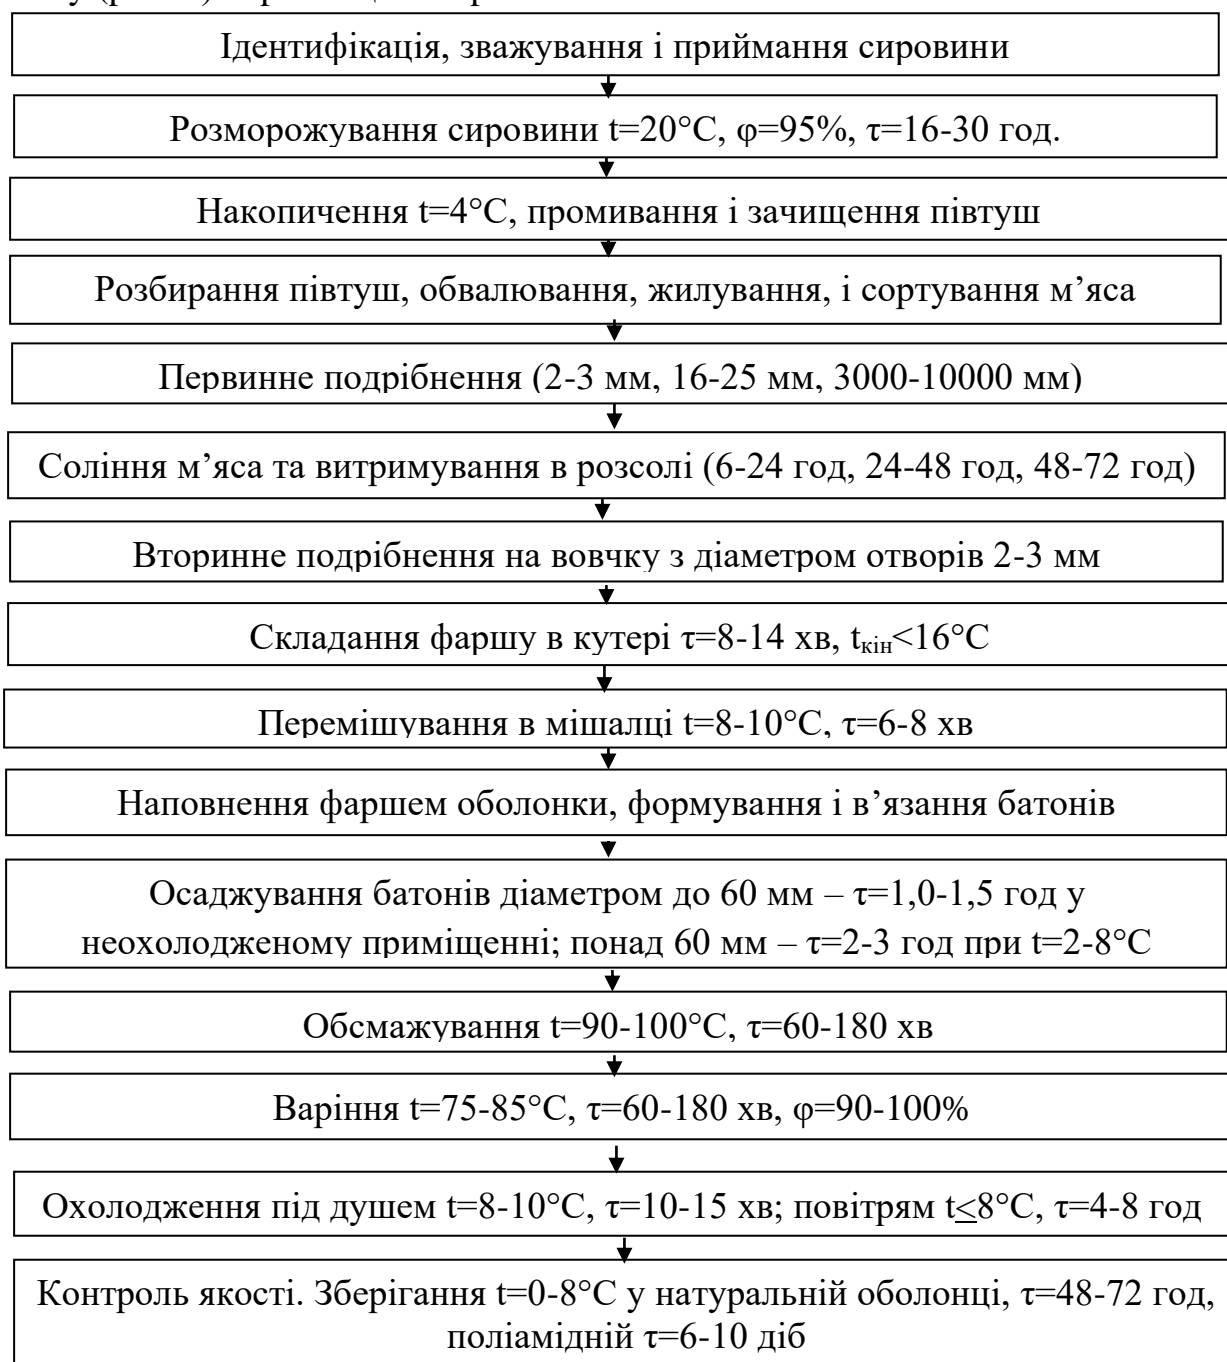 Ідентифікація, зважування і приймання сировини
Розморожування сировини t=20°С, φ=95%, τ=16-30 год.
Накопичення t=4°С, промивання і зачищення півтуш
Розбирання півтуш, обвалювання, жилування, і сортування м’яса
Первинне подрібнення (2-3 мм, 16-25 мм, 3000-10000 мм)
Соління м’яса та витримування в розсолі (6-24 год, 24-48 год, 48-72 год)
Вторинне подрібнення на вовчку з діаметром отворів 2-3 мм
Складання фаршу в кутері τ=8-14 хв, tкін<16°С
Перемішування в мішалці t=8-10°С, τ=6-8 хв
Наповнення фаршем оболонки, формування і в’язання батонів
Осаджування батонів діаметром до 60 мм – τ=1,0-1,5 год у
неохолодженому приміщенні; понад 60 мм – τ=2-3 год при t=2-8°С
Обсмажування t=90-100°С, τ=60-180 хв
Варіння t=75-85°С, τ=60-180 хв, φ=90-100%
Охолодження під душем t=8-10°С, τ=10-15 хв; повітрям t≤8°С, τ=4-8 год
Контроль якості. Зберігання t=0-8°С у натуральній оболонці, τ=48-72 год,
поліамідній τ=6-10 діб